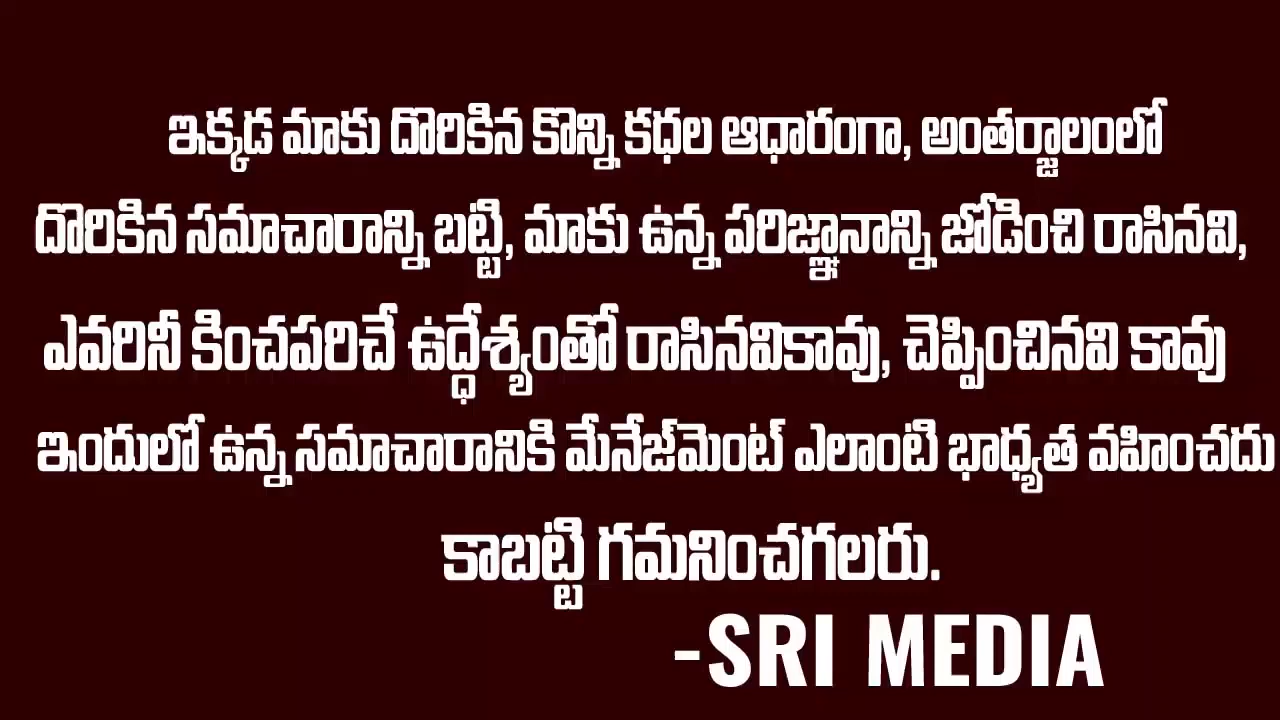 ఇక్కడ మాకు దొరికిన కొన్ని కధల ఆధారంగా, అంతర్జాలంలో
దొరికిన సమాచారాన్ని బట్టి, మాకు ఉన్న పరిజ్ఞానాన్ని జోడించి రాసినవి,
ఎవరినీ కించపరిచే ఉద్ధేశ్యంతో రాసినవికావు, చెప్పించినవి కావు
ఇందులో ఉన్న సమాచారానికి మేనేజ్‌మెంట్ ఎలాంటి భాధ్యత వహించదు
కాబట్టి గమనించగలరు.
-SRI MEDIA